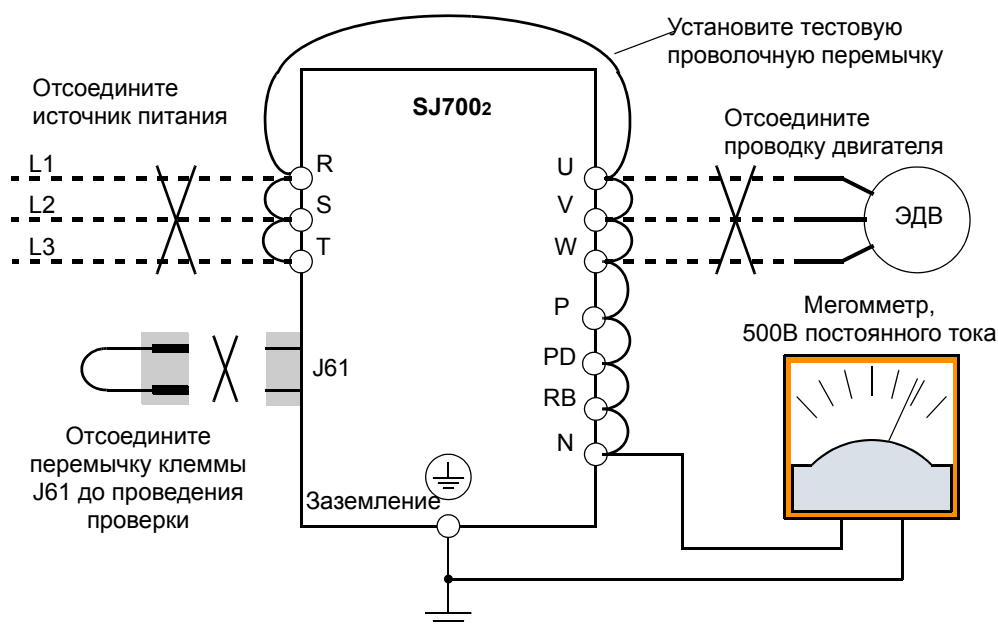 Установите тестовую
проволочную перемычку
Отсоедините
источник питания
SJ7002
Отсоедините
проводку двигателя
L1
R
U
L2
S
V
ЭДВ
L3
T
W
P
Мегомметр,
500В постоянного тока
J61
PD
RB
N
Отсоедините
перемычку клеммы
J61 до проведения
проверки
Заземление